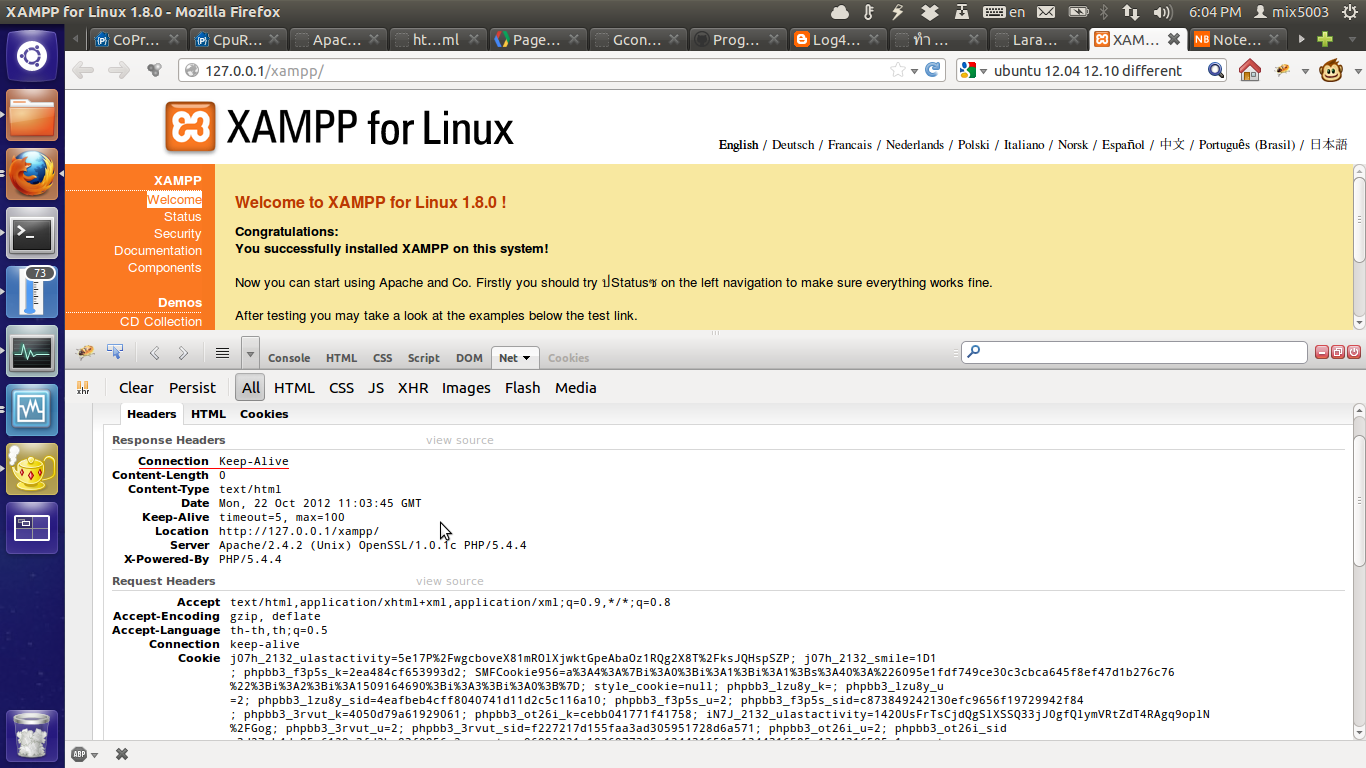 XAMPP for Linux 1.8.0 - Mozilla Firefox en 6:04 PM mix5003
CoPr... CpuR... Apac... ht...ml Page... Gcon... Prog... Log4... ทำ ... Lara... XAM... Note...
127.0.0.1/xampp/ ubuntu 12.04 12.10 different
XAMPP for Linux
English / Deutsch / Francais / Nederlands / Polski / Italiano / Norsk / Español / 中文 / Português (Brasil) / 日本語
XAMPP
Welcome
Status
Security
Documentation
Components
Demos
CD Collection
Welcome to XAMPP for Linux 1.8.0 !
Congratulations:
You successfully installed XAMPP on this system!
Now you can start using Apache and Co. Firstly you should try ป่Statusซ on the left navigation to make sure everything works fine.
After testing you may take a look at the examples below the test link.
73
Console HTML CSS Script DOM Net Cookies
xhr Clear Persist All HTML CSS JS XHR Images Flash Media
Headers HTML Cookies
Response Headers view source
Connection Keep-Alive
Content-Length 0
Content-Type text/html
Date Mon, 22 Oct 2012 11:03:45 GMT
Keep-Alive timeout=5, max=100
Location http://127.0.0.1/xampp/
Server Apache/2.4.2 (Unix) OpenSSL/1.0.1c PHP/5.4.4
X-Powered-By PHP/5.4.4
Request Headers view source
Accept text/html,application/xhtml+xml,application/xml;q=0.9,*/*;q=0.8
Accept-Encoding gzip, deflate
Accept-Language th-th,th;q=0.5
Connection keep-alive
Cookie j07h_2132_ulastactivity=5e17P%2FwgcboveX81mROlXjwktGpeAbaOz1RQg2X8T%2FksJQHspSZP; j07h_2132_smile=1D1
; phpbb3_f3p5s_k=2ea484cf653993d2; SMFCookie956=a%3A4%3A%7Bi%3A0%3Bi%3A1%3Bi%3A1%3Bs%3A40%3A%226095e1fdf749ce30c3cbca645f8ef47d1b276c76
%22%3Bi%3A2%3Bi%3A1509164690%3Bi%3A3%3Bi%3A0%3B%7D; style_cookie=null; phpbb3_lzu8y_k=; phpbb3_lzu8y_u
=2; phpbb3_lzu8y_sid=4eafbeb4cff8040741d11d2c5c116a10; phpbb3_f3p5s_u=2; phpbb3_f3p5s_sid=c873849242130efc9656f19729942f84
; phpbb3_3rvut_k=4050d79a61929061; phpbb3_ot26i_k=cebb041771f41758; iN7J_2132_ulastactivity=142OUsFrTsCjdQgSlXSSQ33jJ0gfQlymVRtZdT4RAgq9oplN
%2FGog; phpbb3_3rvut_u=2; phpbb3_3rvut_sid=f227217d155faa3ad305951728d6a571; phpbb3_ot26i_u=2; phpbb3_ot26i_sid
ABP